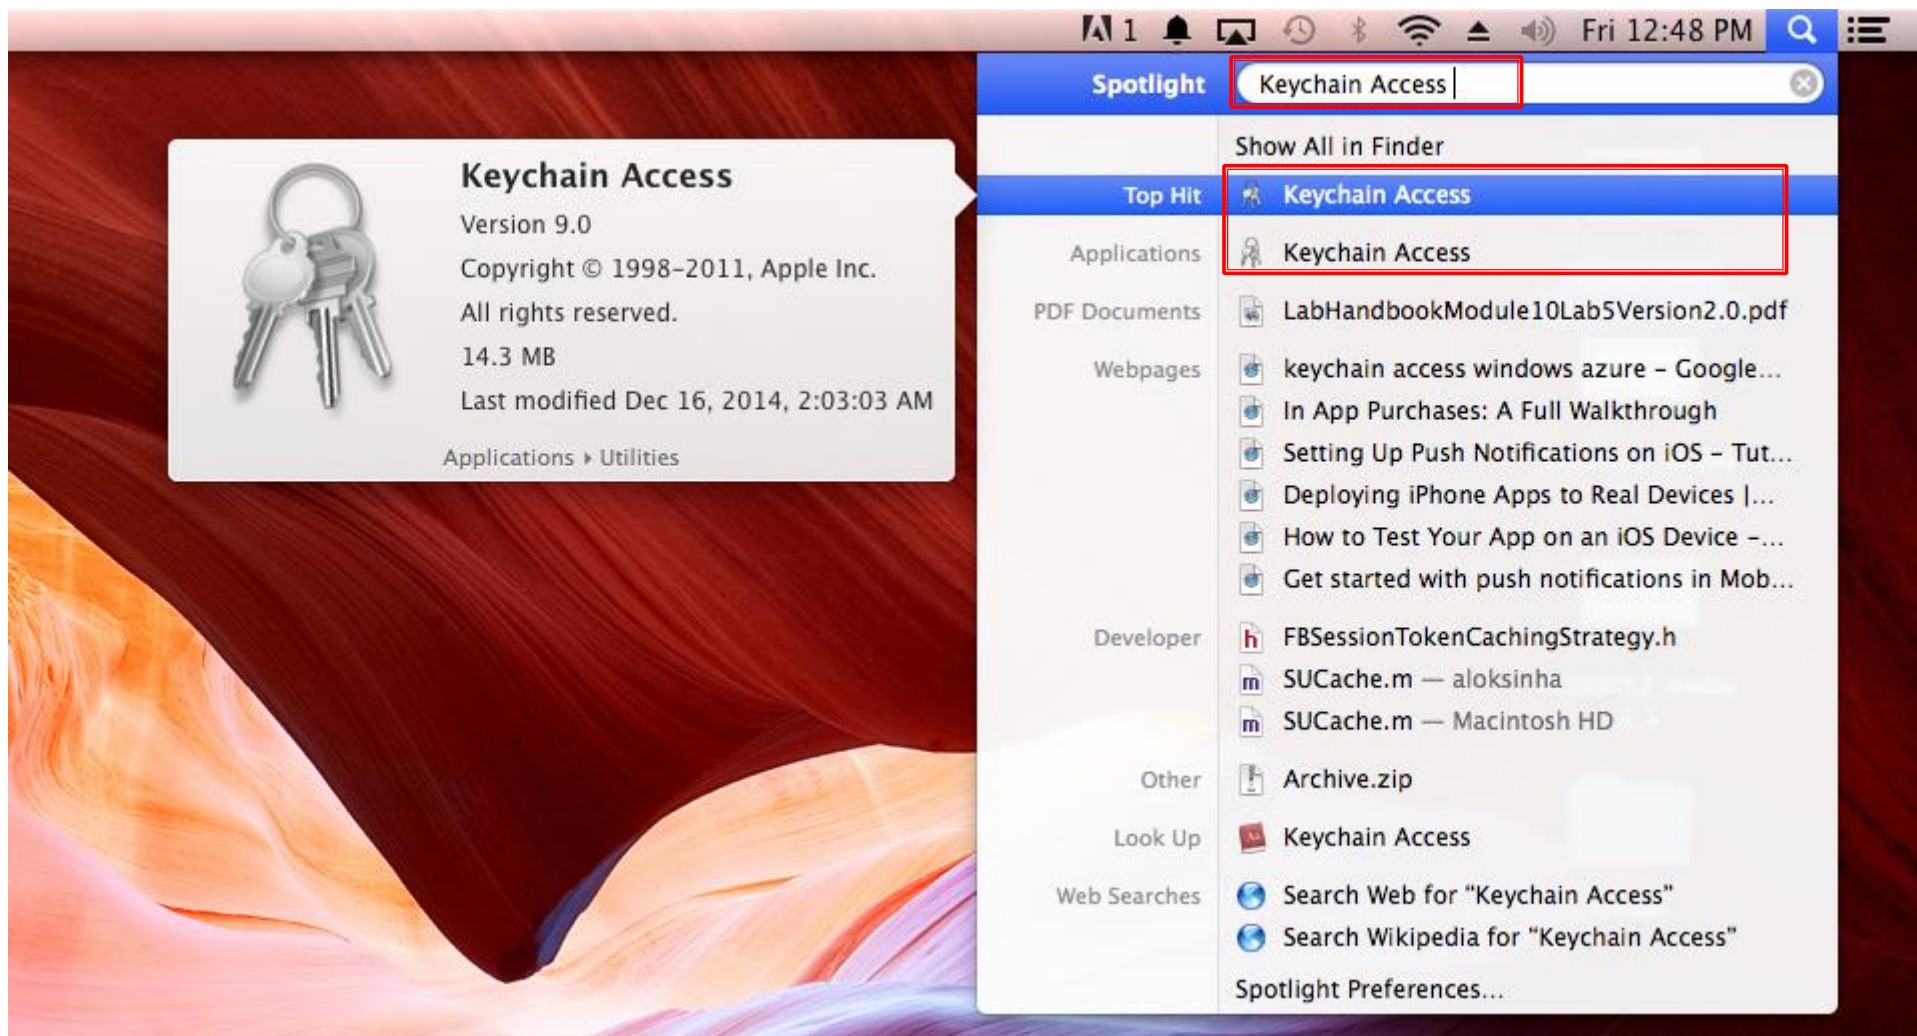 1 Fri 12:48 PM
Spotlight Keychain Access
Show All in Finder
Top Hit Keychain Access
Applications Keychain Access
PDF Documents LabHandbookModule10Lab5Version2.0.pdf
Webpages keychain access windows azure – Google...
In App Purchases: A Full Walkthrough
Setting Up Push Notifications on iOS – Tut...
Deploying iPhone Apps to Real Devices |...
How to Test Your App on an iOS Device –...
Get started with push notifications in Mob...
Developer FBSessionTokenCachingStrategy.h
SUCache.m — aloksinha
SUCache.m — Macintosh HD
Other Archive.zip
Look Up Keychain Access
Web Searches Search Web for “Keychain Access”
Search Wikipedia for “Keychain Access”
Spotlight Preferences...
Keychain Access
Version 9.0
Copyright © 1998–2011, Apple Inc.
All rights reserved.
14.3 MB
Last modified Dec 16, 2014, 2:03:03 AM
Applications ▸ Utilities